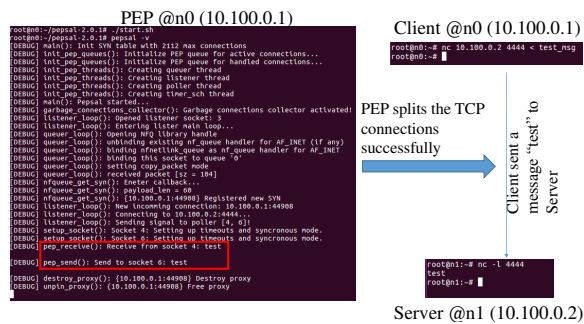 PEP @n0 (10.100.0.1)
root@n0:~/pepsal-2.0.1# ./start.sh
root@n0:~/pepsal-2.0.1# pepsal -v
[DEBUG] main(): Init SYN table with 2112 max connections
[DEBUG] init_pep_queues(): Initialize PEP queue for active connections...
[DEBUG] init_pep_queues(): Initialize PEP queue for handled connections...
[DEBUG] init_pep_threads(): Creating queuer thread
[DEBUG] init_pep_threads(): Creating listener thread
[DEBUG] init_pep_threads(): Creating poller thread
[DEBUG] init_pep_threads(): Creating timer_sch thread
[DEBUG] main(): Pepsal started...
[DEBUG] garbage_connections_collector(): Garbage connections collector activated!
[DEBUG] listener_loop(): Opened listener socket: 3
[DEBUG] listener_loop(): Entering lister main loop...
[DEBUG] queuer_loop(): Opening NFQ library handle
[DEBUG] queuer_loop(): unbinding existing nf_queue handler for AF_INET (if any)
[DEBUG] queuer_loop(): binding nfnetlink_queue as nf_queue handler for AF_INET
[DEBUG] queuer_loop(): binding this socket to queue '0'
[DEBUG] queuer_loop(): setting copy_packet mode
[DEBUG] queuer_loop(): received packet [sz = 104]
[DEBUG] nfqueue_get_syn(): Eneter callback...
[DEBUG] nfqueue_get_syn(): payload_len = 60
[DEBUG] nfqueue_get_syn(): {10.100.0.1:44908} Registered new SYN
[DEBUG] listener_loop(): New incomming connection: 10.100.0.1:44908
[DEBUG] listener_loop(): Connecting to 10.100.0.2:4444...
[DEBUG] listener_loop(): Sending signal to poller [4, 6]!
[DEBUG] setup_socket(): Socket 4: Setting up timeouts and syncronous mode.
[DEBUG] setup_socket(): Socket 6: Setting up timeouts and syncronous mode.
[DEBUG] pep_receive(): Receive from socket 4: test
[DEBUG] pep_send(): Send to socket 6: test
[DEBUG] destroy_proxy(): {10.100.0.1:44908} Destroy proxy
[DEBUG] unpin_proxy(): {10.100.0.1:44908} Free proxy
PEP splits the TCP
connections
successfully
Client @n0 (10.100.0.1)
root@n0:~# nc 10.100.0.2 4444 < test_msg
root@n0:~#
Client sent a
message “test” to
Server
root@n1:~# nc -l 4444
test
root@n1:~#
Server @n1 (10.100.0.2)